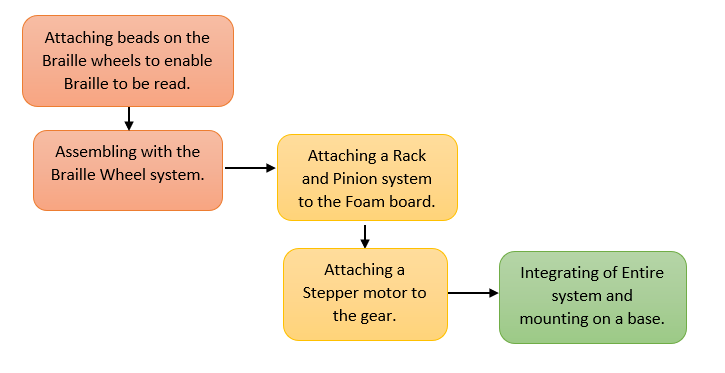 Attaching beads on the
Braille wheels to enable
Braille to be read.
Assembling with the
Braille Wheel system.
Attaching a Rack
and Pinion system
to the Foam board.
Attaching a
Stepper motor to
the gear.
Integrating of Entire
system and
mounting on a base.